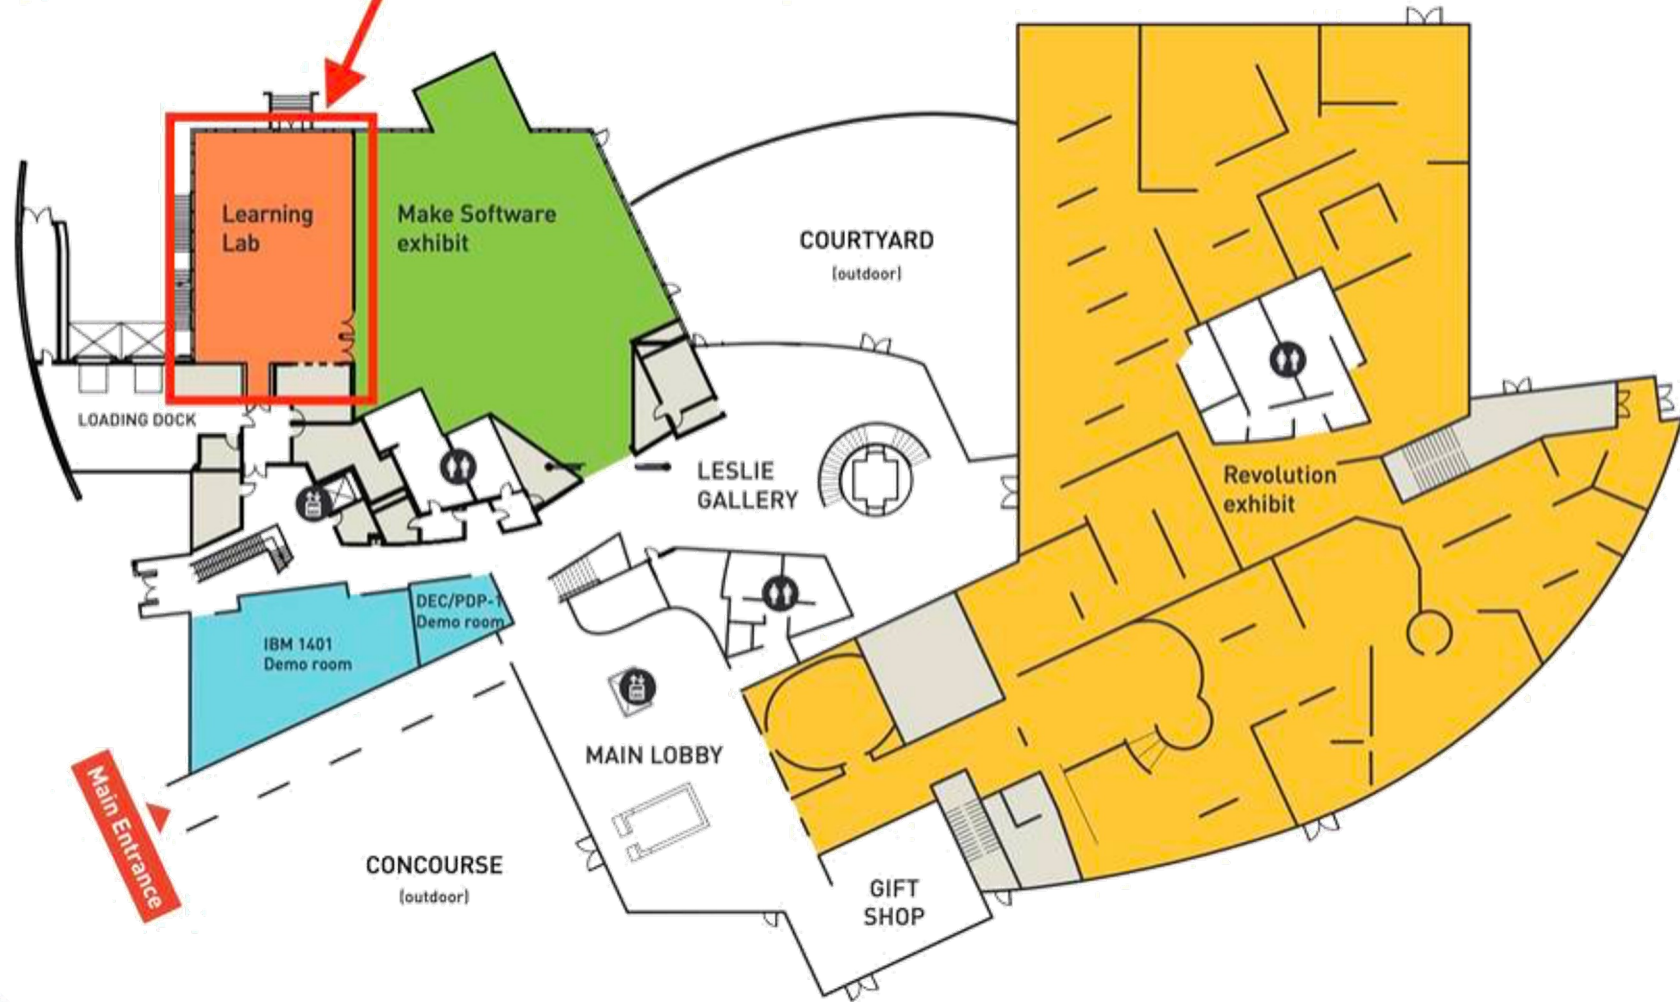 Learning
Lab
Make Software
exhibit
COURTYARD
(outdoor)
LOADING DOCK
LESLIE
GALLERY
Revolution
exhibit
DEC/PDP-1
Demo room
IBM 1401
Demo room
MAIN LOBBY
Main Entrance
CONCOURSE
(outdoor)
GIFT
SHOP